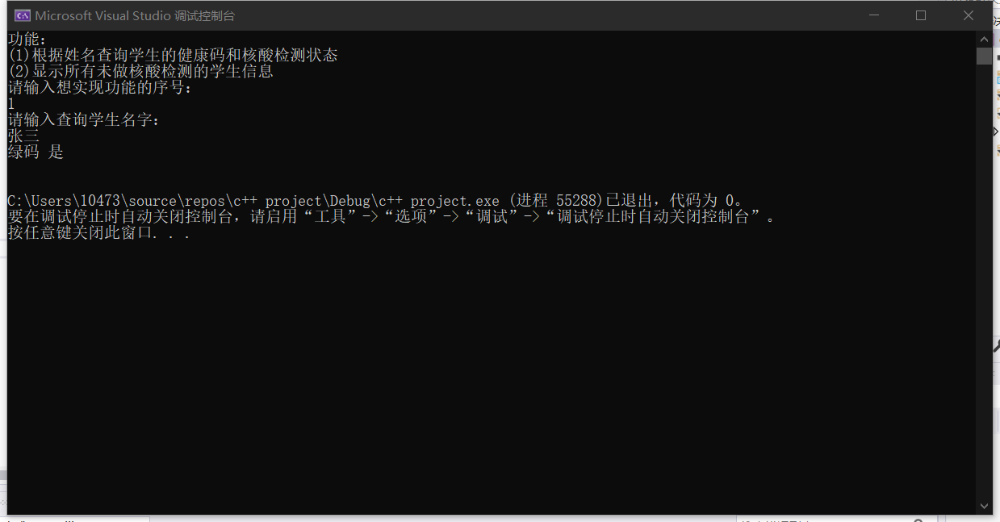 Microsoft Visual Studio 调试控制台
功能:
(1)根据姓名查询学生的健康码和核酸检测状态
(2)显示所有未做核酸检测的学生信息
请输入想实现功能的序号:
1
请输入查询学生名字:
张三
绿码 是
C:\Users\10473\source\repos\c++ project\Debug\c++ project.exe (进程 55288)已退出，代码为 0。
要在调试停止时自动关闭控制台，请启用“工具”->“选项”->“调试”->“调试停止时自动关闭控制台”。
按任意键关闭此窗口. . .